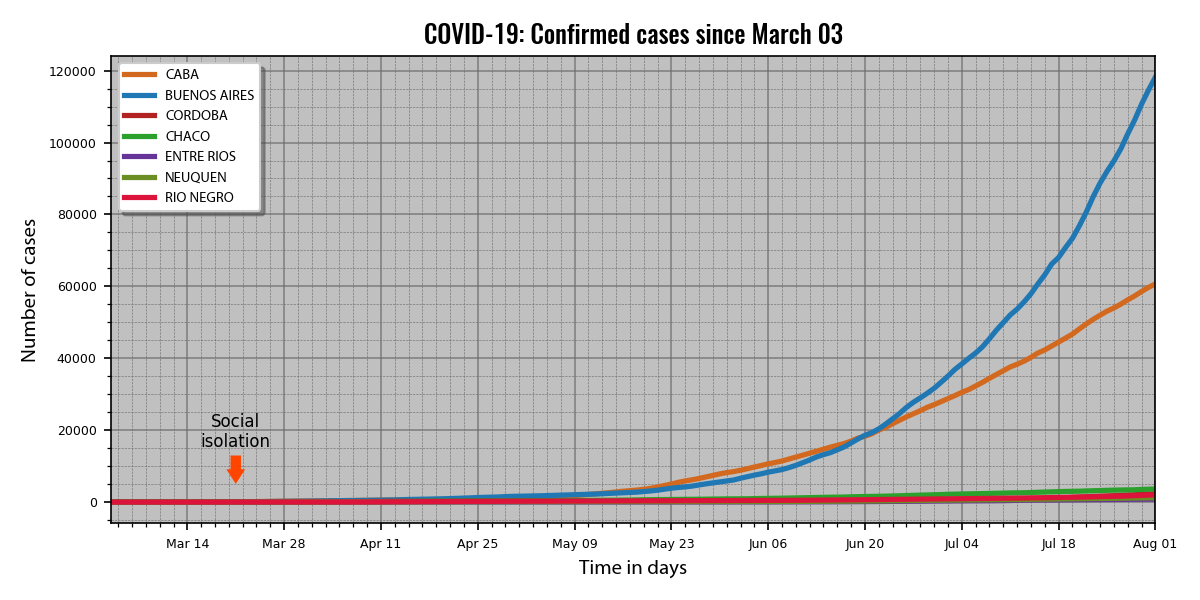 COVID-19: Confirmed cases since March 03
120000
100000
80000
60000
40000
20000
0
Number of cases
CABA
BUENOS AIRES
CORDOBA
CHACO
ENTRE RIOS
NEUQUEN
RIO NEGRO
Social
isolation
Mar 14
Mar 28
Apr 11
Apr 25
May 09
May 23
Jun 06
Jun 20
Jul 04
Jul 18
Aug 01
Time in days